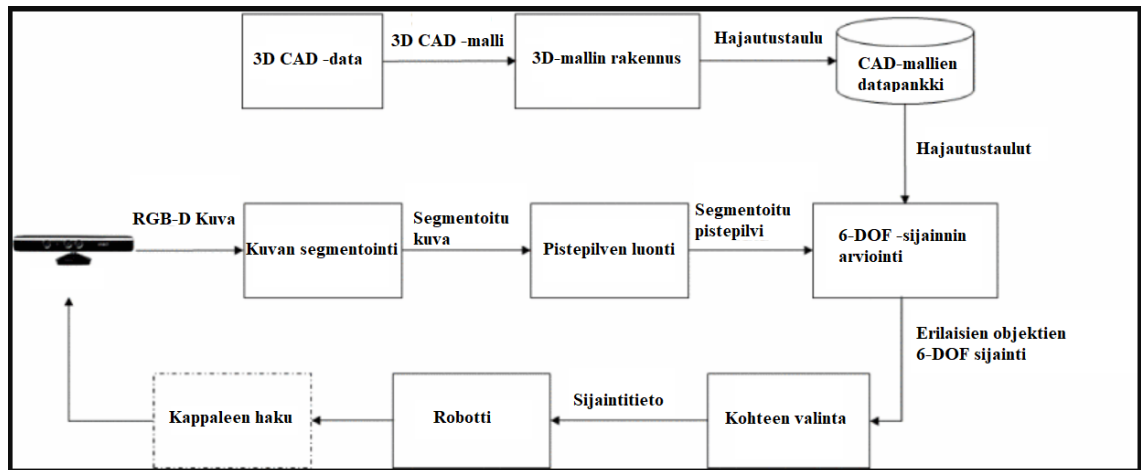 3D CAD -data
3D CAD -malli
3D-mallin rakennus
Hajautustaulu
CAD-mallien
datapankki
Hajautustaulut
RGB-D Kuva
Kuvan segmentointi
Segmentoitu
kuva
Pistepilven luonti
Segmentoitu
pistepilvi
6-DOF -sijainnin
arviointi
Erilaisien objektien
6-DOF sijainti
Kohteen valinta
Sijaintitieto
Robotti
Kappaleen haku